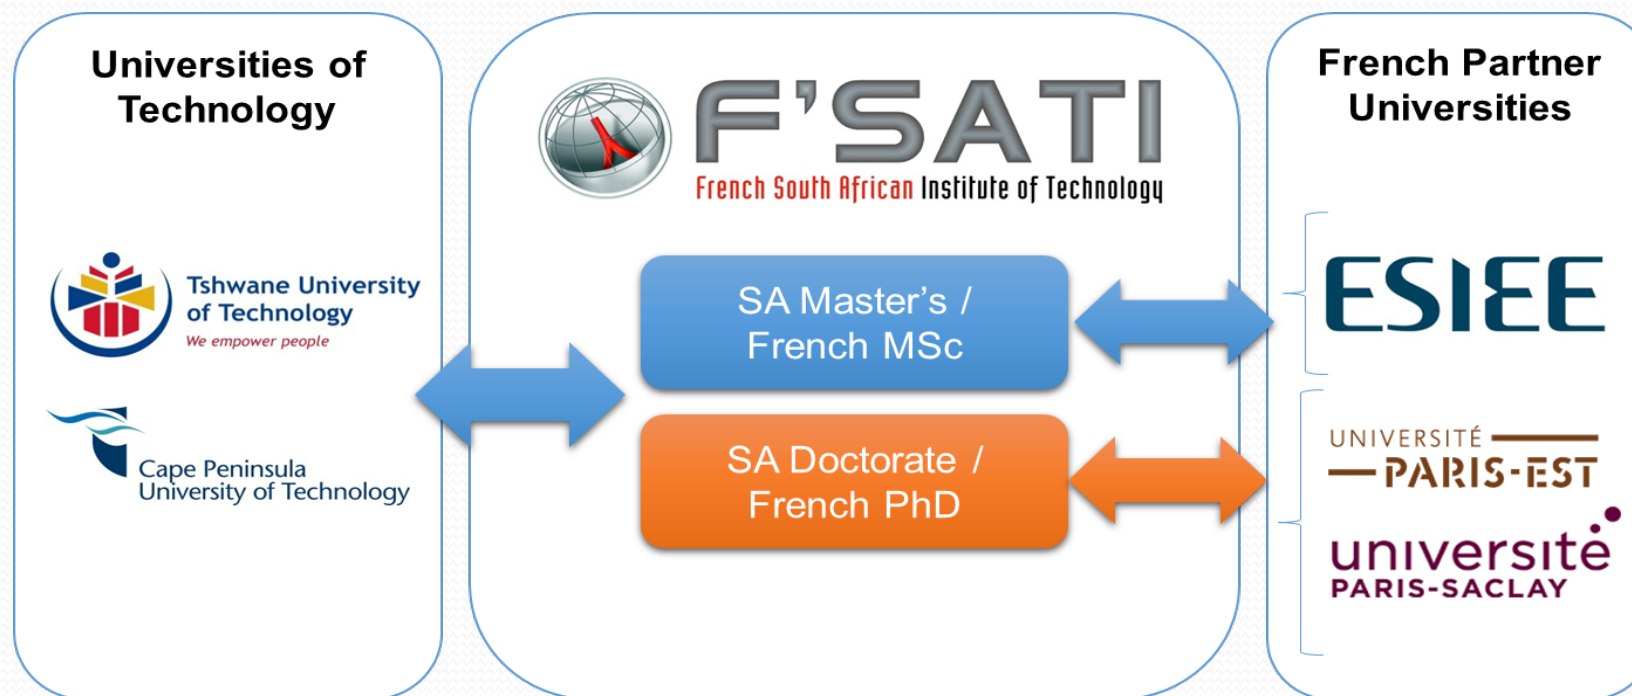 Universities of
Technology
Tshwane University
of Technology
We empower people
Cape Peninsula
University of Technology
F'SATI
French South African Institute of Technology
SA Master’s /
French MSc
SA Doctorate /
French PhD
French Partner
Universities
ESIEE
UNIVERSITÉ
PARIS-EST
université
PARIS-SACLAY